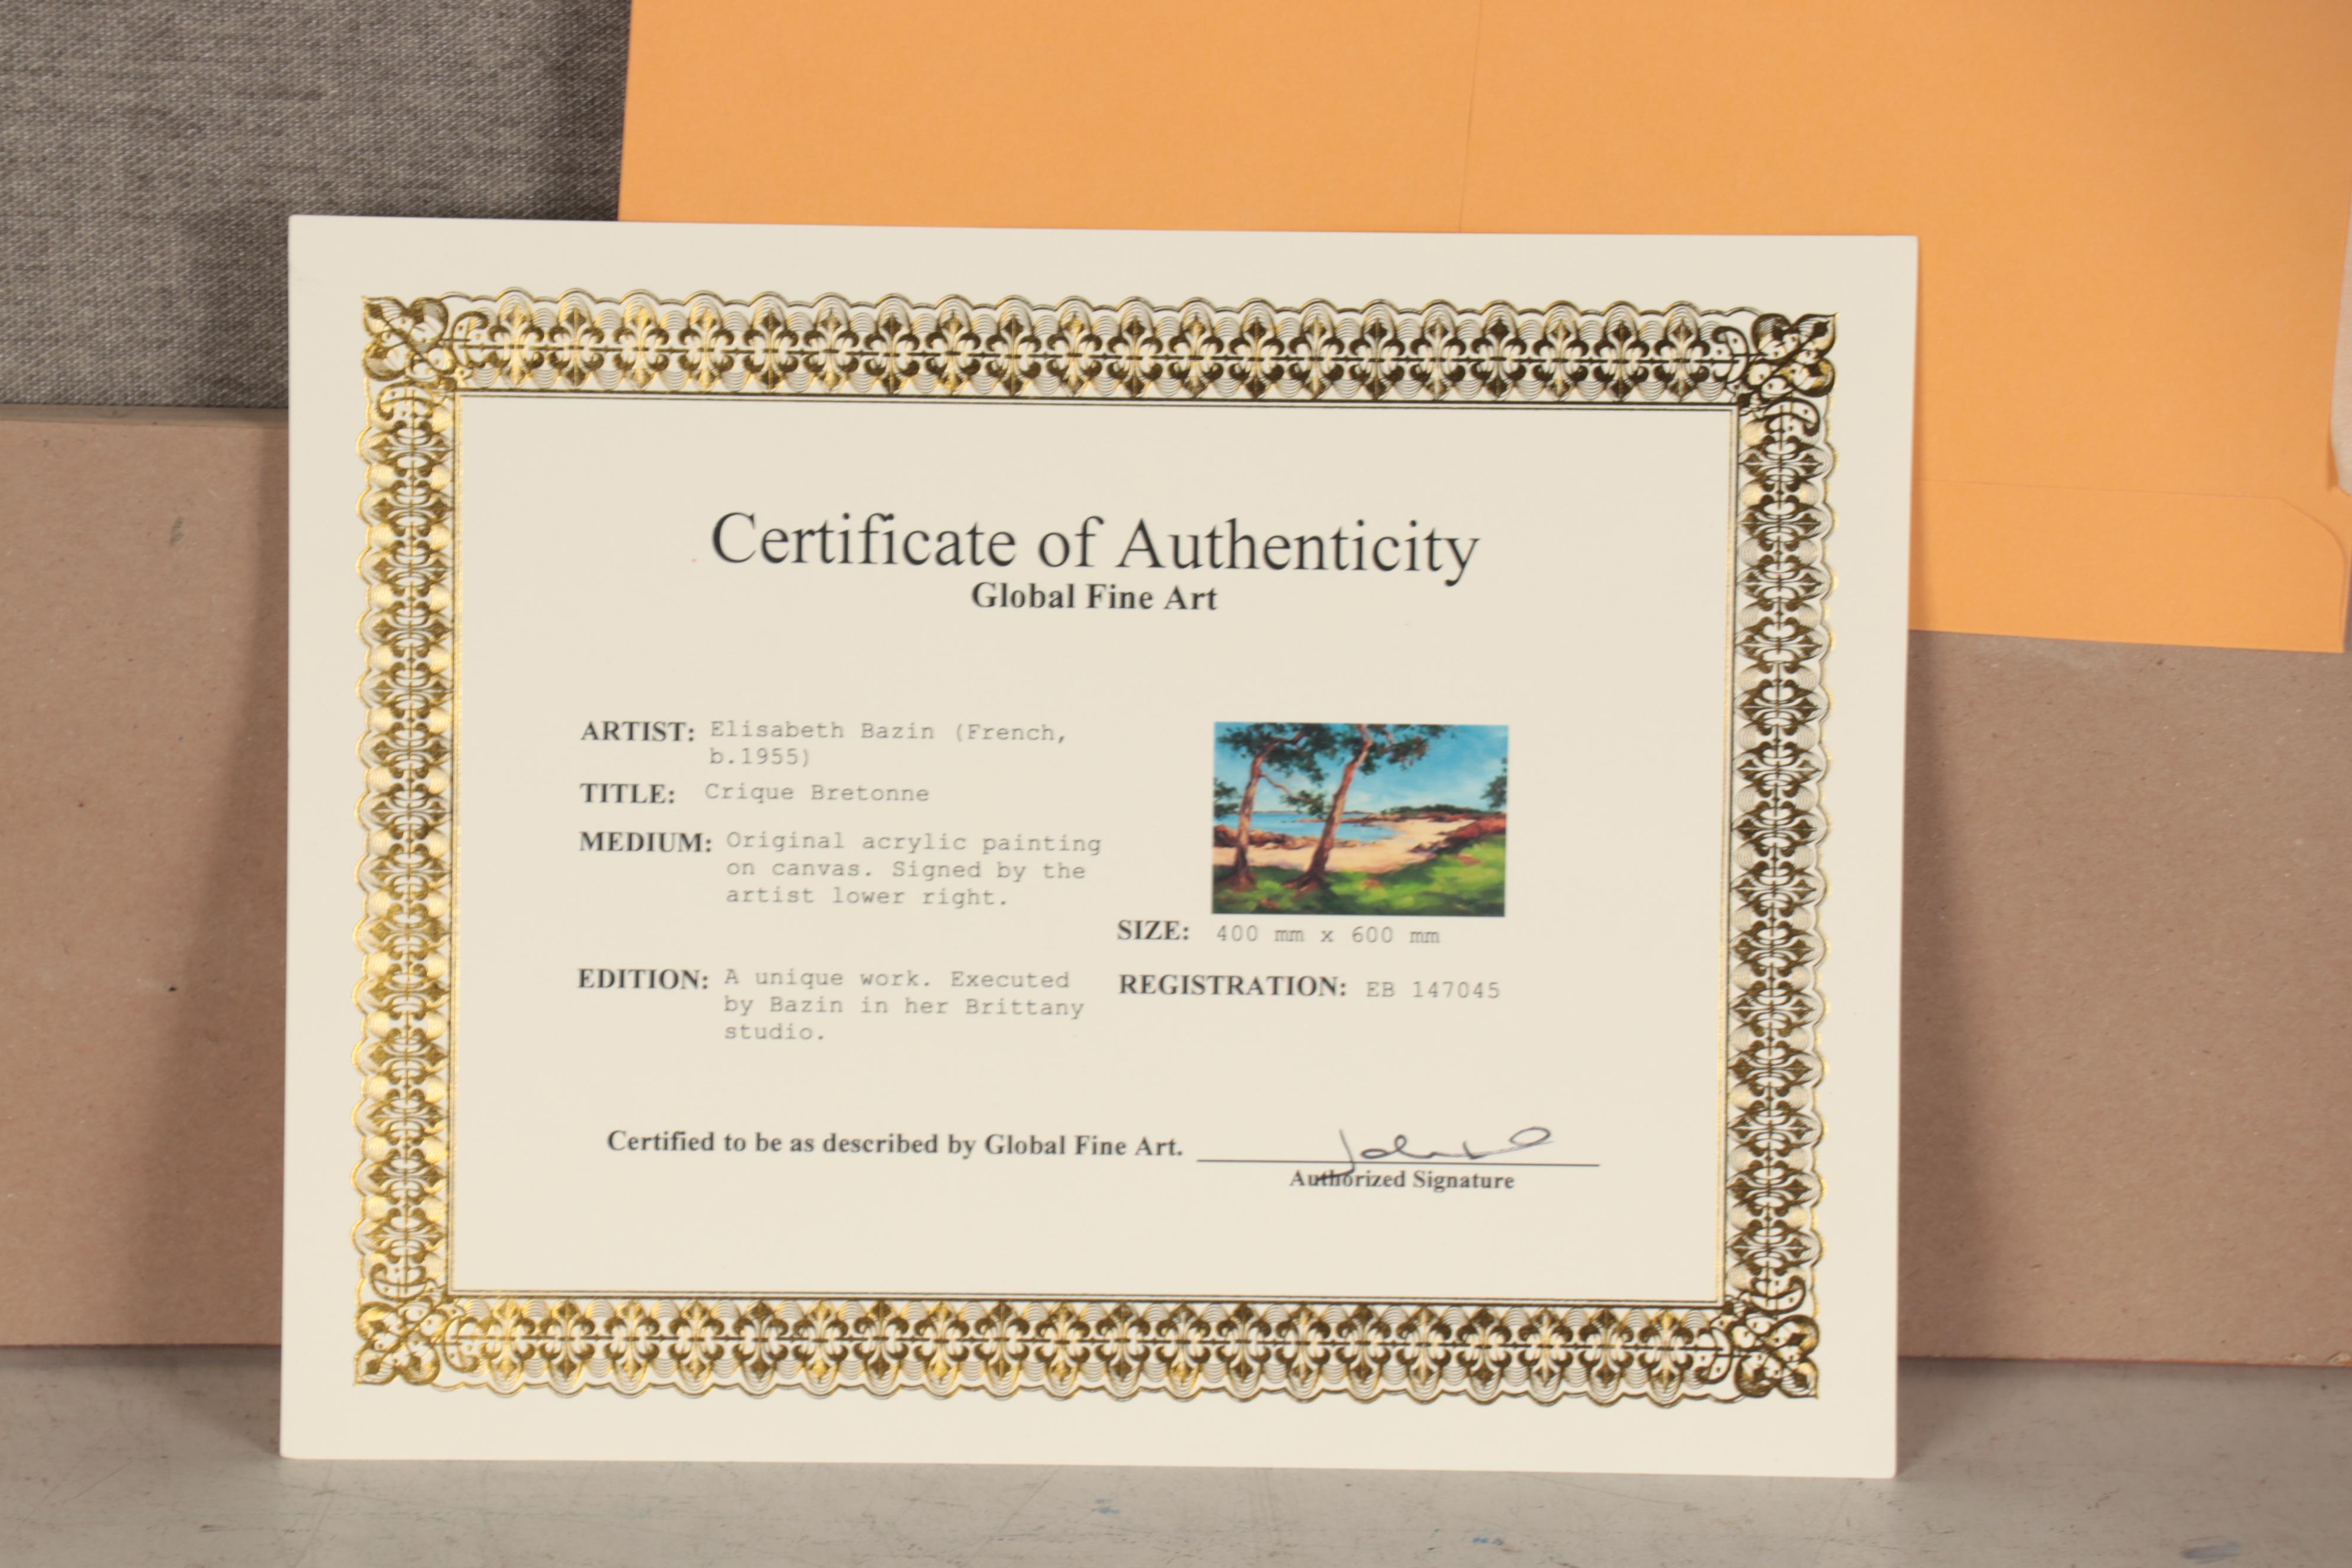 Certificate of Authenticity
Global Fine Art
ARTIST: Elisabeth Bazin (French,
b.1955)
TITLE: Crique Bretonne
MEDIUM: Original acrylic painting
on canvas. Signed by the
artist lower right.
SIZE: 400 mm x 600 mm
EDITION: A unique work. Executed
by Bazin in her Brittany
studio.
REGISTRATION: EB 147045
Certified to be as described by Global Fine Art.
Authorized Signature